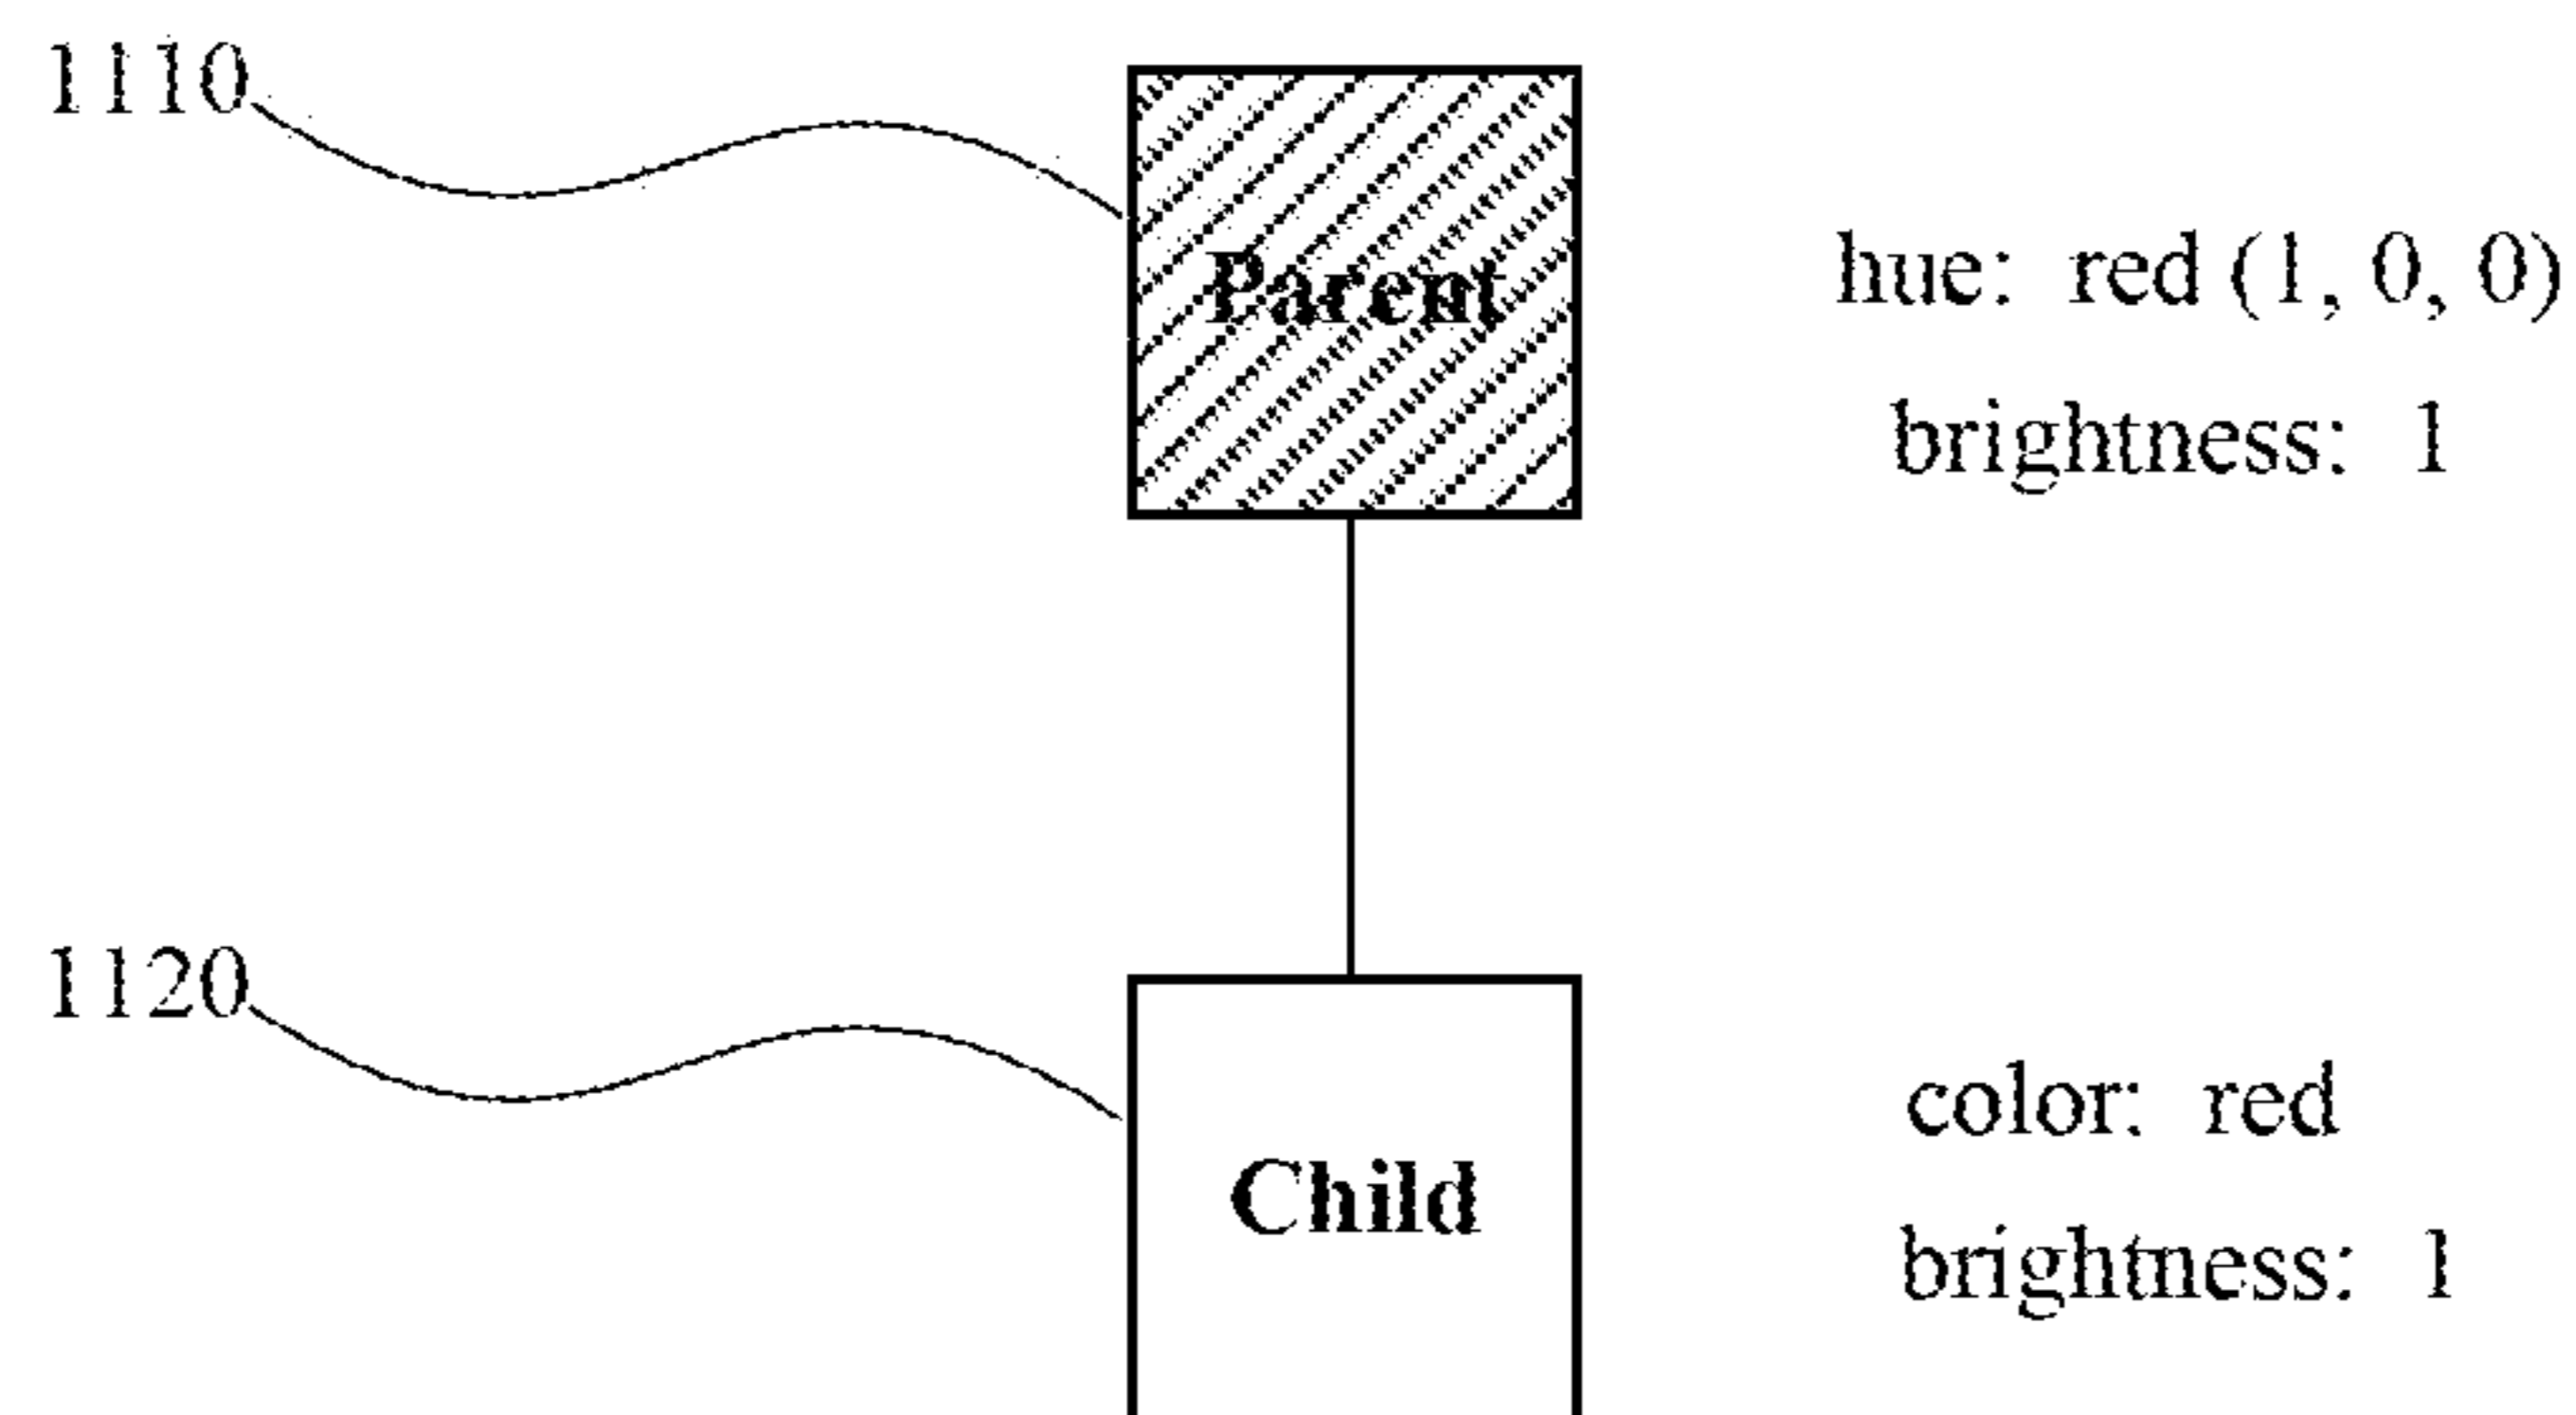 1110
Parent
hue: red (1, 0, 0)
brightness: 1
1120
Child
color: red
brightness: 1